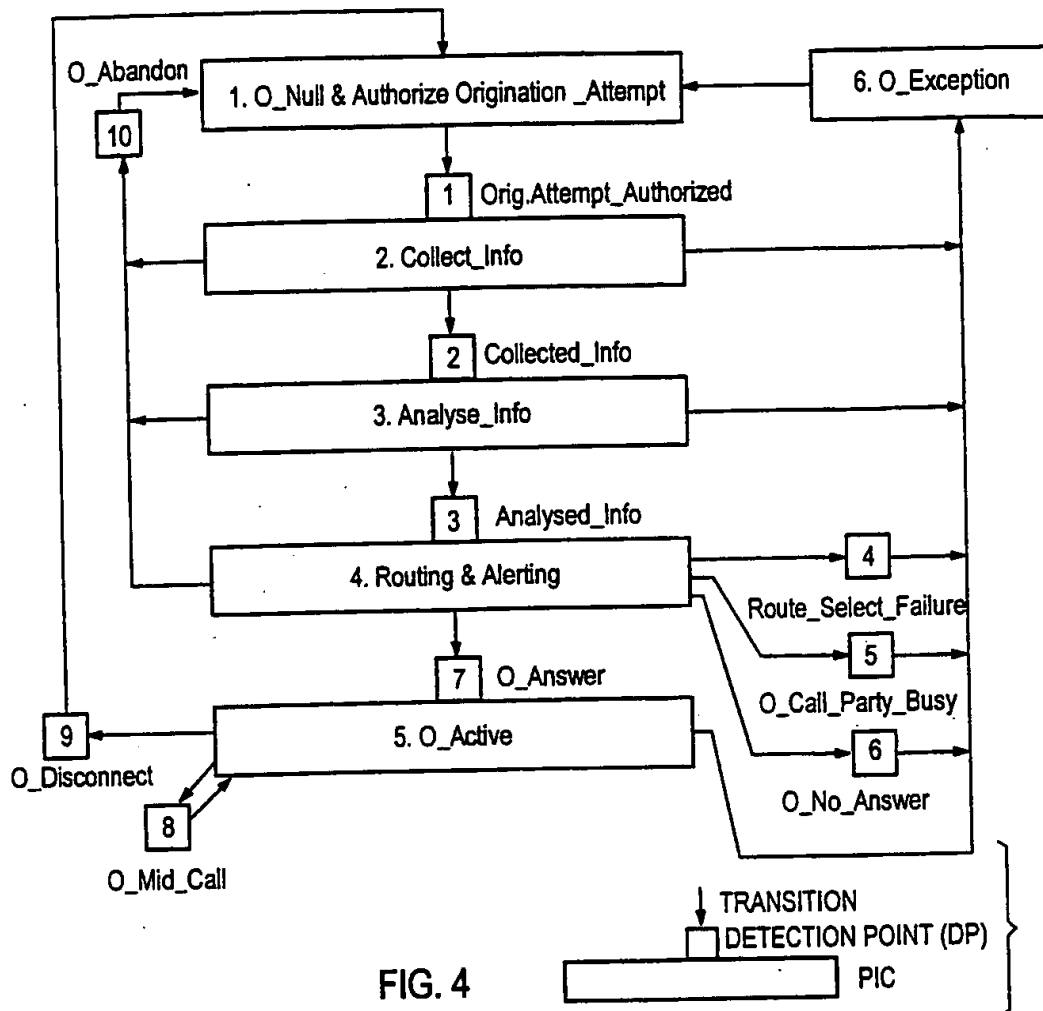 O_Abandon
10
1. O_Null & Authorize Origination _Attempt
6. O_Exception
1
Orig.Attempt_Authorized
2. Collect_Info
2
Collected_Info
3. Analyse_Info
3
Analysed_Info
4. Routing & Alerting
4
Route_Select_Failure
5
O_Call_Party_Busy
6
O_No_Answer
7
O_Answer
5. O_Active
9
O_Disconnect
8
O_Mid_Call
TRANSITION
DETECTION POINT (DP)
PIC
FIG. 4